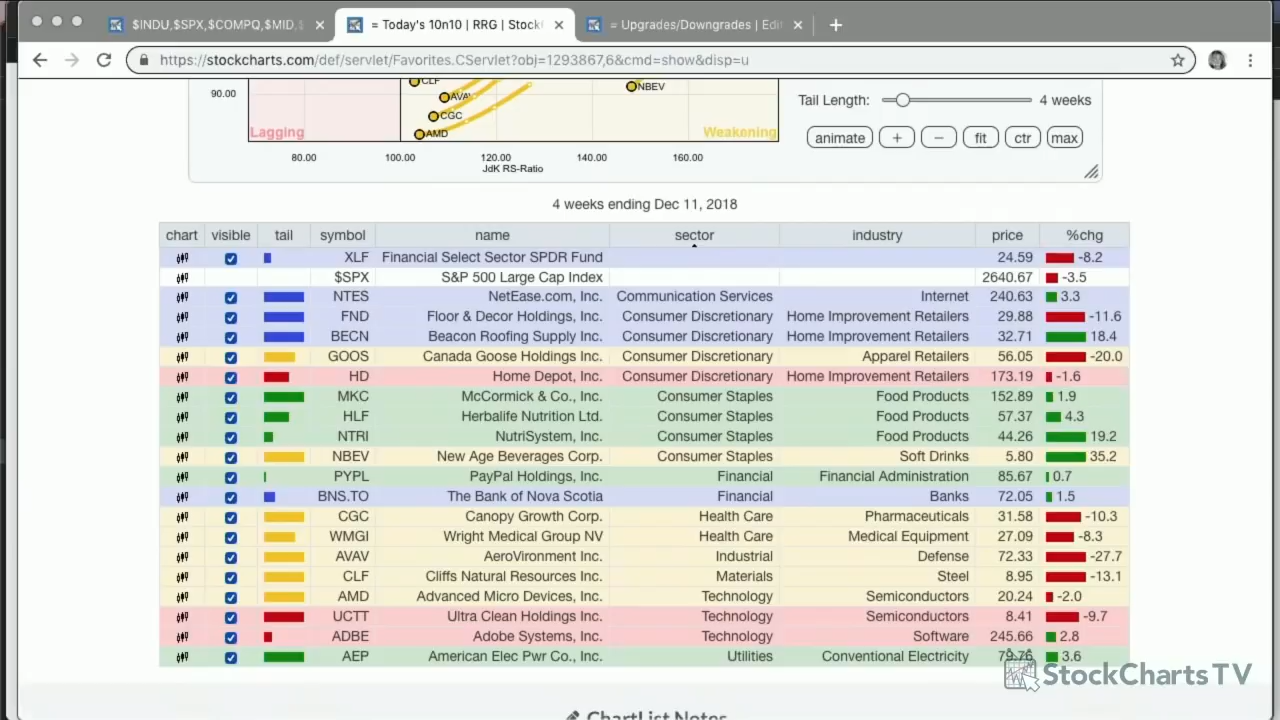 $INDU,$SPX,$COMPQ,$MID,$ × = Today's 10n10 | RRG | Stock × = Upgrades/Downgrades | Edi × +
https://stockcharts.com/def/servlet/Favorites.CServlet?obj=1293867,6&cmd=show&disp=u
CLF
90.00 AVAV NBEV Tail Length: 4 weeks
CGC
Lagging AMD Weakening animate + − fit ctr max
80.00 100.00 120.00 140.00 160.00
JdK RS-Ratio
4 weeks ending Dec 11, 2018
chart visible tail symbol name sector industry price %chg
XLF Financial Select Sector SPDR Fund 24.59 -8.2
$SPX S&P 500 Large Cap Index 2640.67 -3.5
NTES NetEase.com, Inc. Communication Services Internet 240.63 3.3
FND Floor & Decor Holdings, Inc. Consumer Discretionary Home Improvement Retailers 29.88 -11.6
BECN Beacon Roofing Supply, Inc. Consumer Discretionary Home Improvement Retailers 32.71 18.4
GOOS Canada Goose Holdings Inc. Consumer Discretionary Apparel Retailers 56.05 -20.0
HD Home Depot, Inc. Consumer Discretionary Home Improvement Retailers 173.19 -1.6
MKC McCormick & Co., Inc. Consumer Staples Food Products 152.89 1.9
HLF Herbalife Nutrition Ltd. Consumer Staples Food Products 57.37 4.3
NTRI NutriSystem, Inc. Consumer Staples Food Products 44.26 19.2
NBEV New Age Beverages Corp. Consumer Staples Soft Drinks 5.80 35.2
PYPL PayPal Holdings, Inc. Financial Financial Administration 85.67 0.7
BNS.TO The Bank of Nova Scotia Financial Banks 72.05 1.5
CGC Canopy Growth Corp. Health Care Pharmaceuticals 31.58 -10.3
WMGI Wright Medical Group NV Health Care Medical Equipment 27.09 -8.3
AVAV AeroVironment Inc. Industrial Defense 72.33 -27.7
CLF Cliffs Natural Resources Inc. Materials Steel 8.95 -13.1
AMD Advanced Micro Devices, Inc. Technology Semiconductors 20.24 -2.0
UCTT Ultra Clean Holdings Inc. Technology Semiconductors 8.41 -9.7
ADBE Adobe Systems, Inc. Technology Software 245.66 2.8
AEP American Elec Pwr Co., Inc. Utilities Conventional Electricity 79.76 3.6
StockChartsTV
ChartList Notes